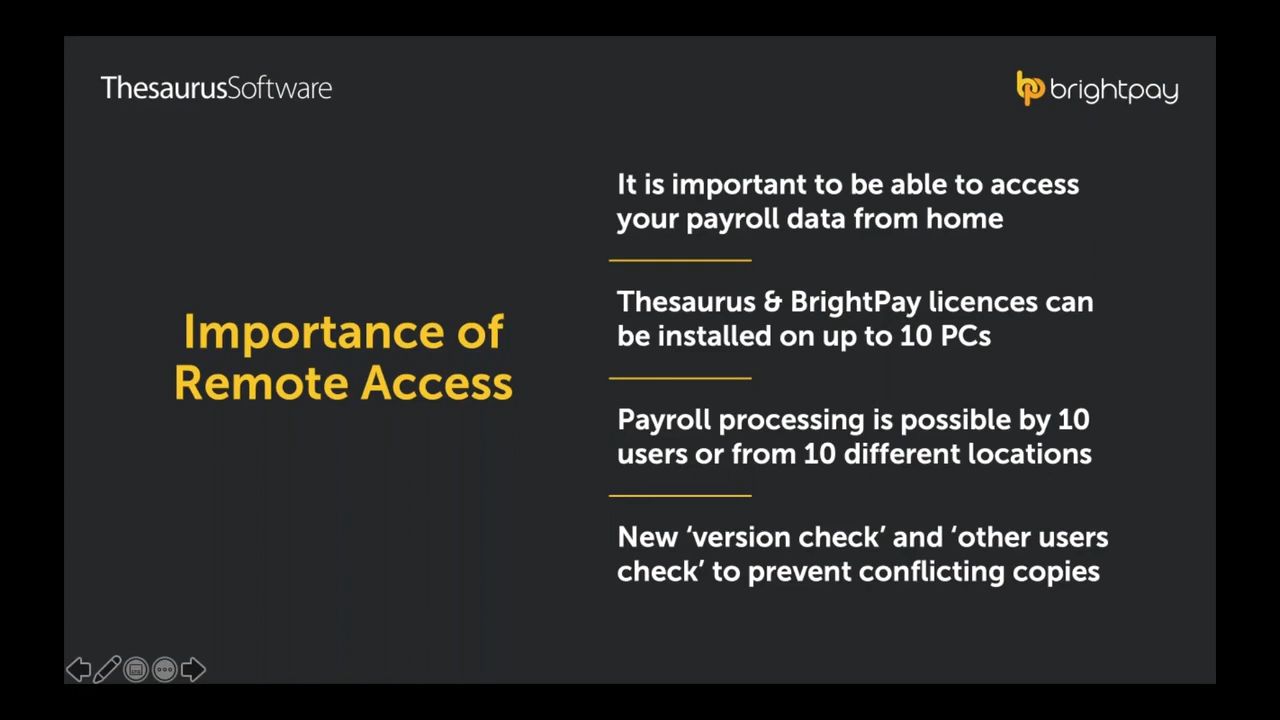 ThesaurusSoftware
brightpay
Importance of
Remote Access
It is important to be able to access
your payroll data from home
Thesaurus & BrightPay licences can
be installed on up to 10 PCs
Payroll processing is possible by 10
users or from 10 different locations
New ‘version check’ and ‘other users
check’ to prevent conflicting copies